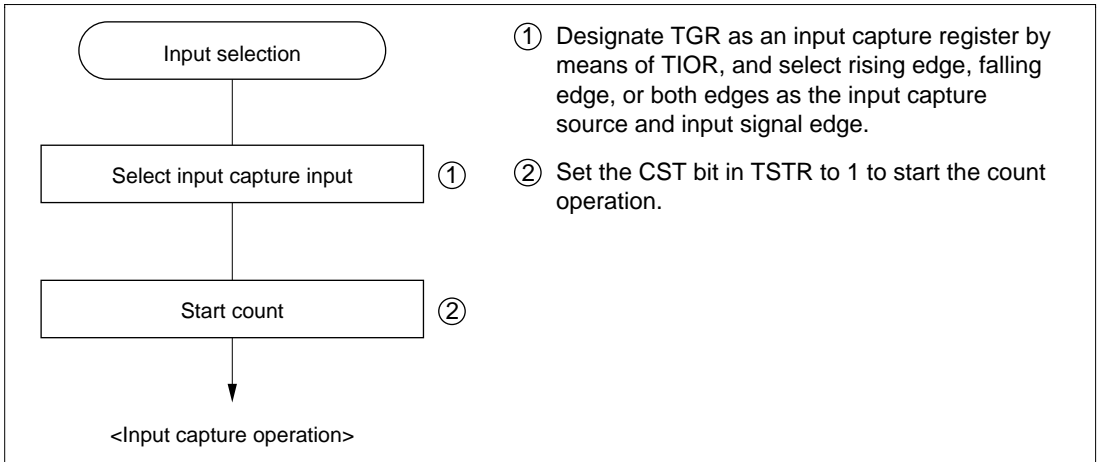 Input selection
Select input capture input
①
Start count
②
<Input capture operation>
① Designate TGR as an input capture register by
means of TIOR, and select rising edge, falling
edge, or both edges as the input capture
source and input signal edge.
② Set the CST bit in TSTR to 1 to start the count
operation.